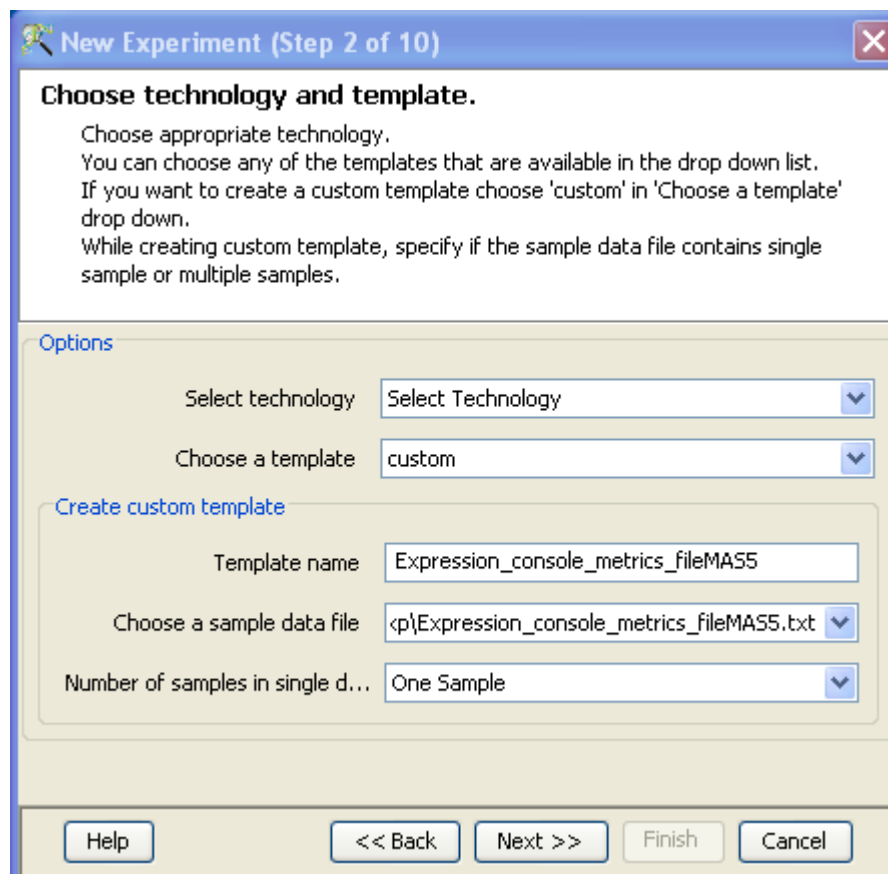 New Experiment (Step 2 of 10)
Choose technology and template.
Choose appropriate technology.
You can choose any of the templates that are available in the drop down list.
If you want to create a custom template choose 'custom' in 'Choose a template'
drop down.
While creating custom template, specify if the sample data file contains single
sample or multiple samples.
Options
Select technology Select Technology
Choose a template custom
Create custom template
Template name Expression_console_metrics_fileMAS5
Choose a sample data file <p\Expression_console_metrics_fileMAS5.txt
Number of samples in single d... One Sample
Help << Back Next >> Finish Cancel